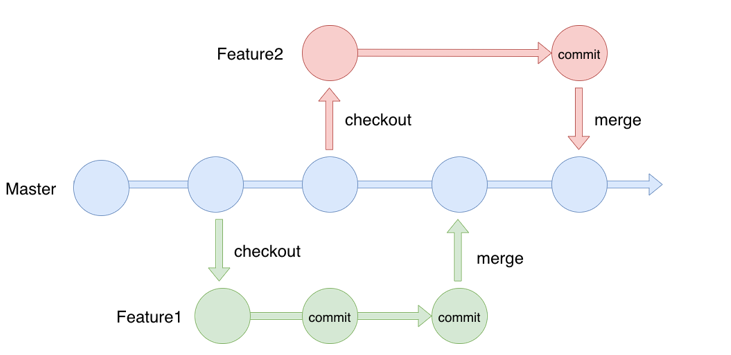 Feature2
commit
checkout
merge
Master
checkout
merge
Feature1
commit
commit